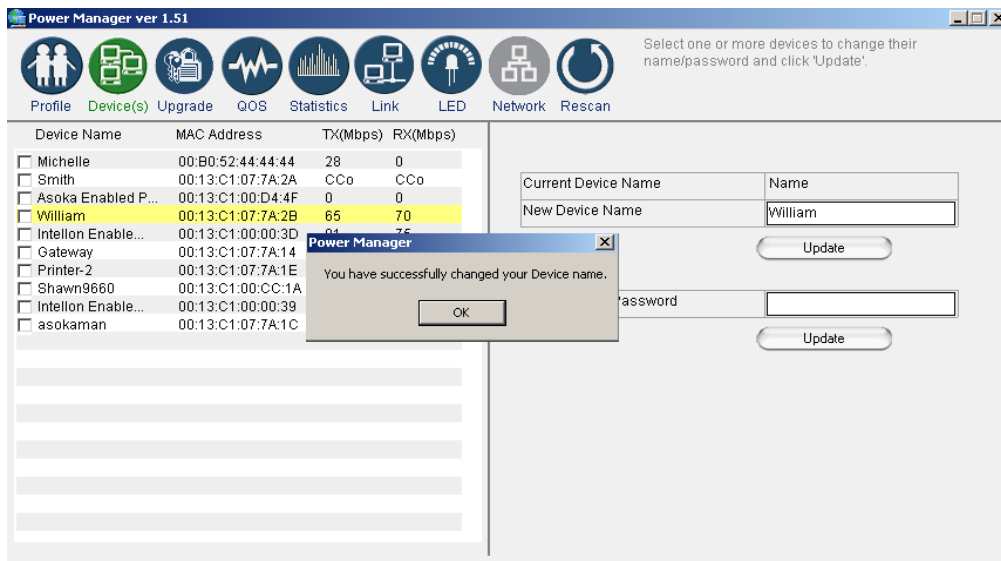 Power Manager ver 1.51
Select one or more devices to change their
name/password and click 'Update'.
Profile Device(s) Upgrade QOS Statistics Link LED Network Rescan
Device Name MAC Address TX(Mbps) RX(Mbps)
Michelle 00:B0:52:44:44:44 28 0
Smith 00:13:C1:07:7A:2A CCo CCo
Asoka Enabled P... 00:13:C1:00:D4:4F 0 0
William 00:13:C1:07:7A:2B 65 70
Intellon Enable... 00:13:C1:00:00:3D
Gateway 00:13:C1:07:7A:14
Printer-2 00:13:C1:07:7A:1E
Shawn9660 00:13:C1:00:CC:1A
Intellon Enable... 00:13:C1:00:00:39
asokaman 00:13:C1:07:7A:1C
Power Manager
You have successfully changed your Device name.
OK
Current Device Name Name
New Device Name William
Update
Password
Update